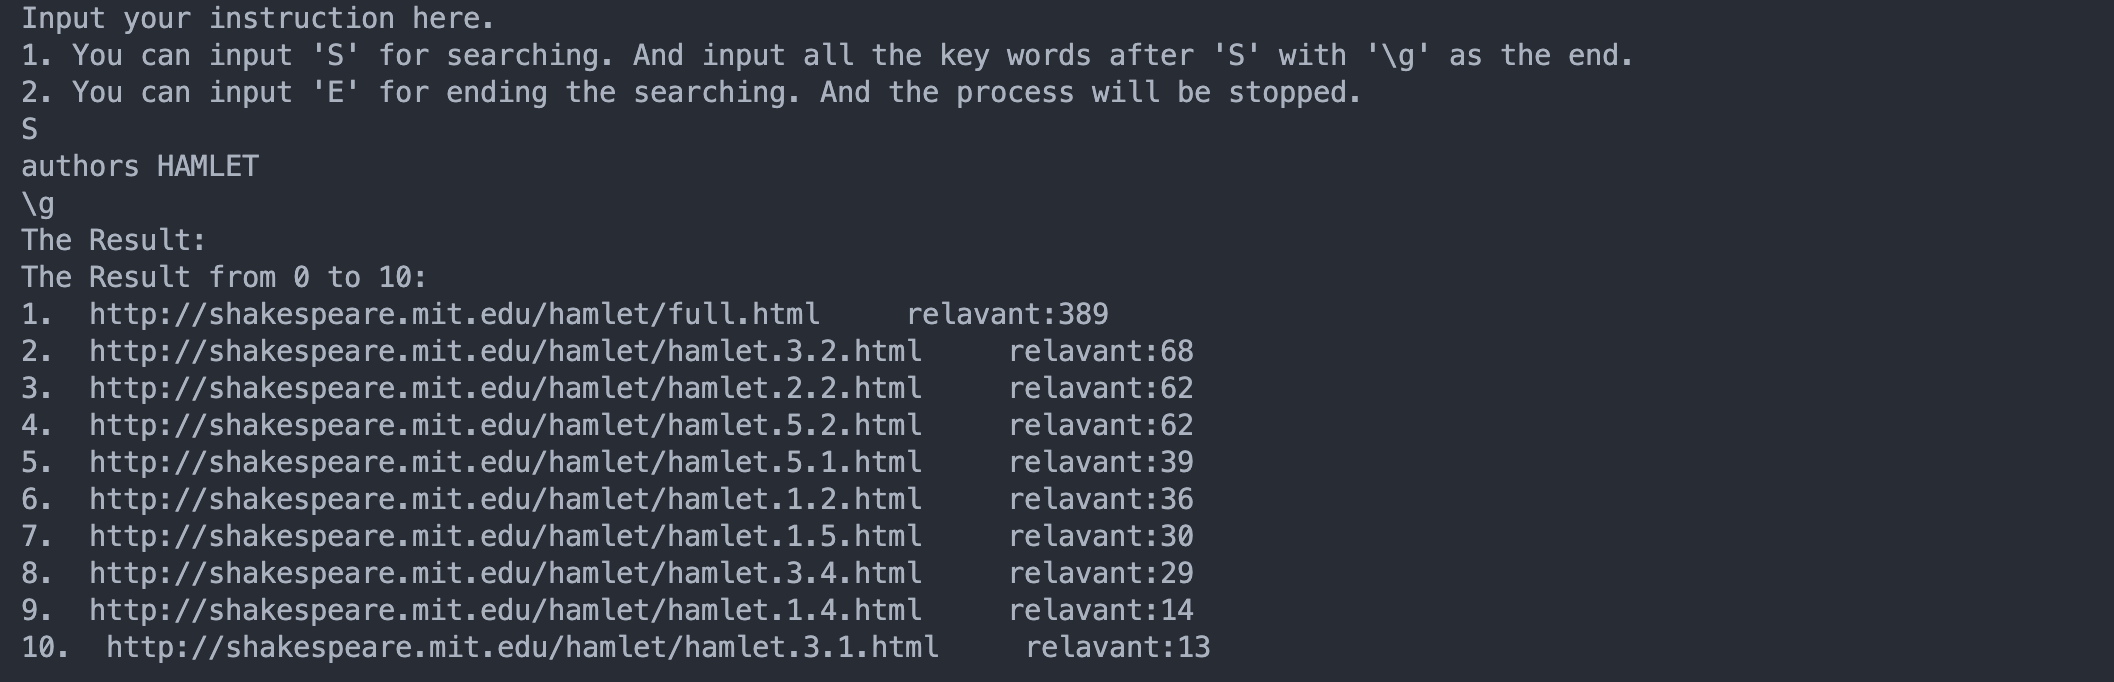 Input your instruction here.
1. You can input 'S' for searching. And input all the key words after 'S' with '\g' as the end.
2. You can input 'E' for ending the searching. And the process will be stopped.
S
authors HAMLET
\g
The Result:
The Result from 0 to 10:
1.  http://shakespeare.mit.edu/hamlet/full.html     relavant:389
2.  http://shakespeare.mit.edu/hamlet/hamlet.3.2.html     relavant:68
3.  http://shakespeare.mit.edu/hamlet/hamlet.2.2.html     relavant:62
4.  http://shakespeare.mit.edu/hamlet/hamlet.5.2.html     relavant:62
5.  http://shakespeare.mit.edu/hamlet/hamlet.5.1.html     relavant:39
6.  http://shakespeare.mit.edu/hamlet/hamlet.1.2.html     relavant:36
7.  http://shakespeare.mit.edu/hamlet/hamlet.1.5.html     relavant:30
8.  http://shakespeare.mit.edu/hamlet/hamlet.3.4.html     relavant:29
9.  http://shakespeare.mit.edu/hamlet/hamlet.1.4.html     relavant:14
10.  http://shakespeare.mit.edu/hamlet/hamlet.3.1.html     relavant:13